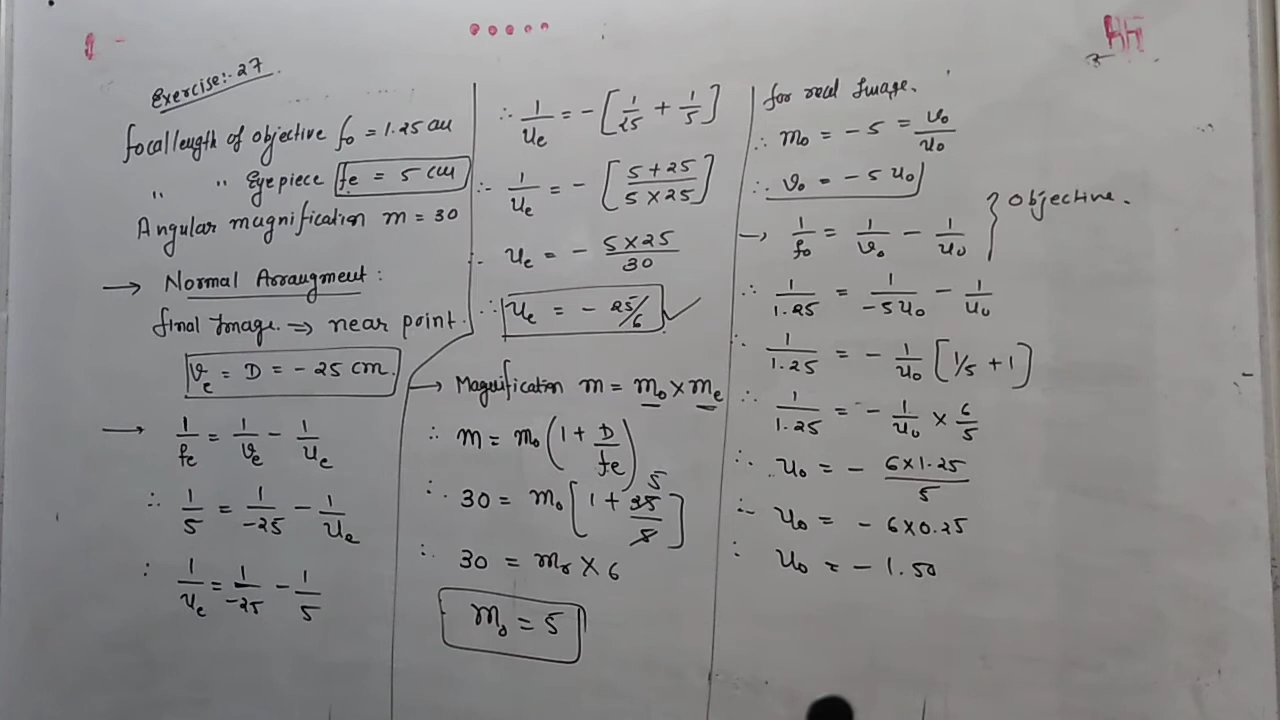 Exercise:-27
focal length of objective fo = 1.25 cm
" " Eyepiece fe = 5 cm
Angular magnification m = 30
→ Normal Arraugment :
final Image ⇒ near point.
ve = D = - 25 cm.
→ 1/fe = 1/ve - 1/ue
∴ 1/5 = 1/-25 - 1/ue
∴ 1/ue = 1/-25 - 1/5
∴ 1/ue = - [1/25 + 1/5]
∴ 1/ue = - [5+25/5×25]
∴ ue = - 5×25/30
∴ ue = - 25/6 ✓
→ Magnification m = mo × me
∴ m = mo (1 + D/fe)
∴ 30 = mo [1 + 25/5] 5
∴ 30 = mo × 6
mo = 5
for real Image.
∴ mo = - 5 = vo/uo
∴ vo = - 5 uo
→ 1/fo = 1/vo - 1/uo } objective.
∴ 1/1.25 = 1/-5uo - 1/uo
∴ 1/1.25 = - 1/uo [1/5 + 1]
∴ 1/1.25 = - 1/uo × 6/5
∴ uo = - 6×1.25/5
∴ uo = - 6×0.25
∴ uo = - 1.50